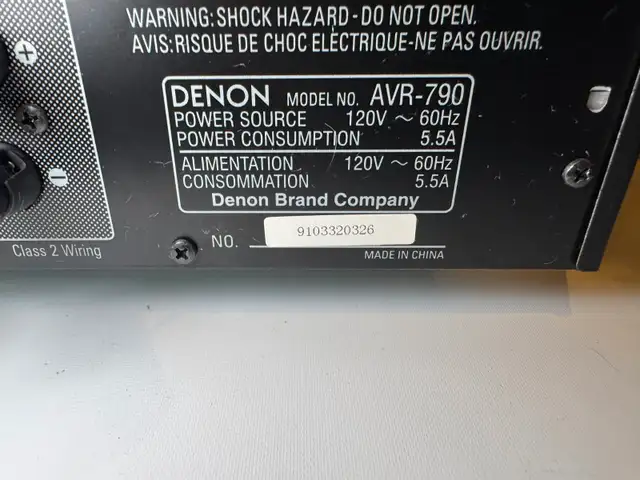 WARNING: SHOCK HAZARD - DO NOT OPEN.
AVIS: RISQUE DE CHOC ELECTRIQUE-NE PAS OUVRIR.
DENON MODEL NO. AVR-790
POWER SOURCE 120V ~ 60Hz
POWER CONSUMPTION 5.5A
ALIMENTATION 120V ~ 60Hz
CONSOMMATION 5.5A
Denon Brand Company
NO. 9103320326
MADE IN CHINA
Class 2 Wiring